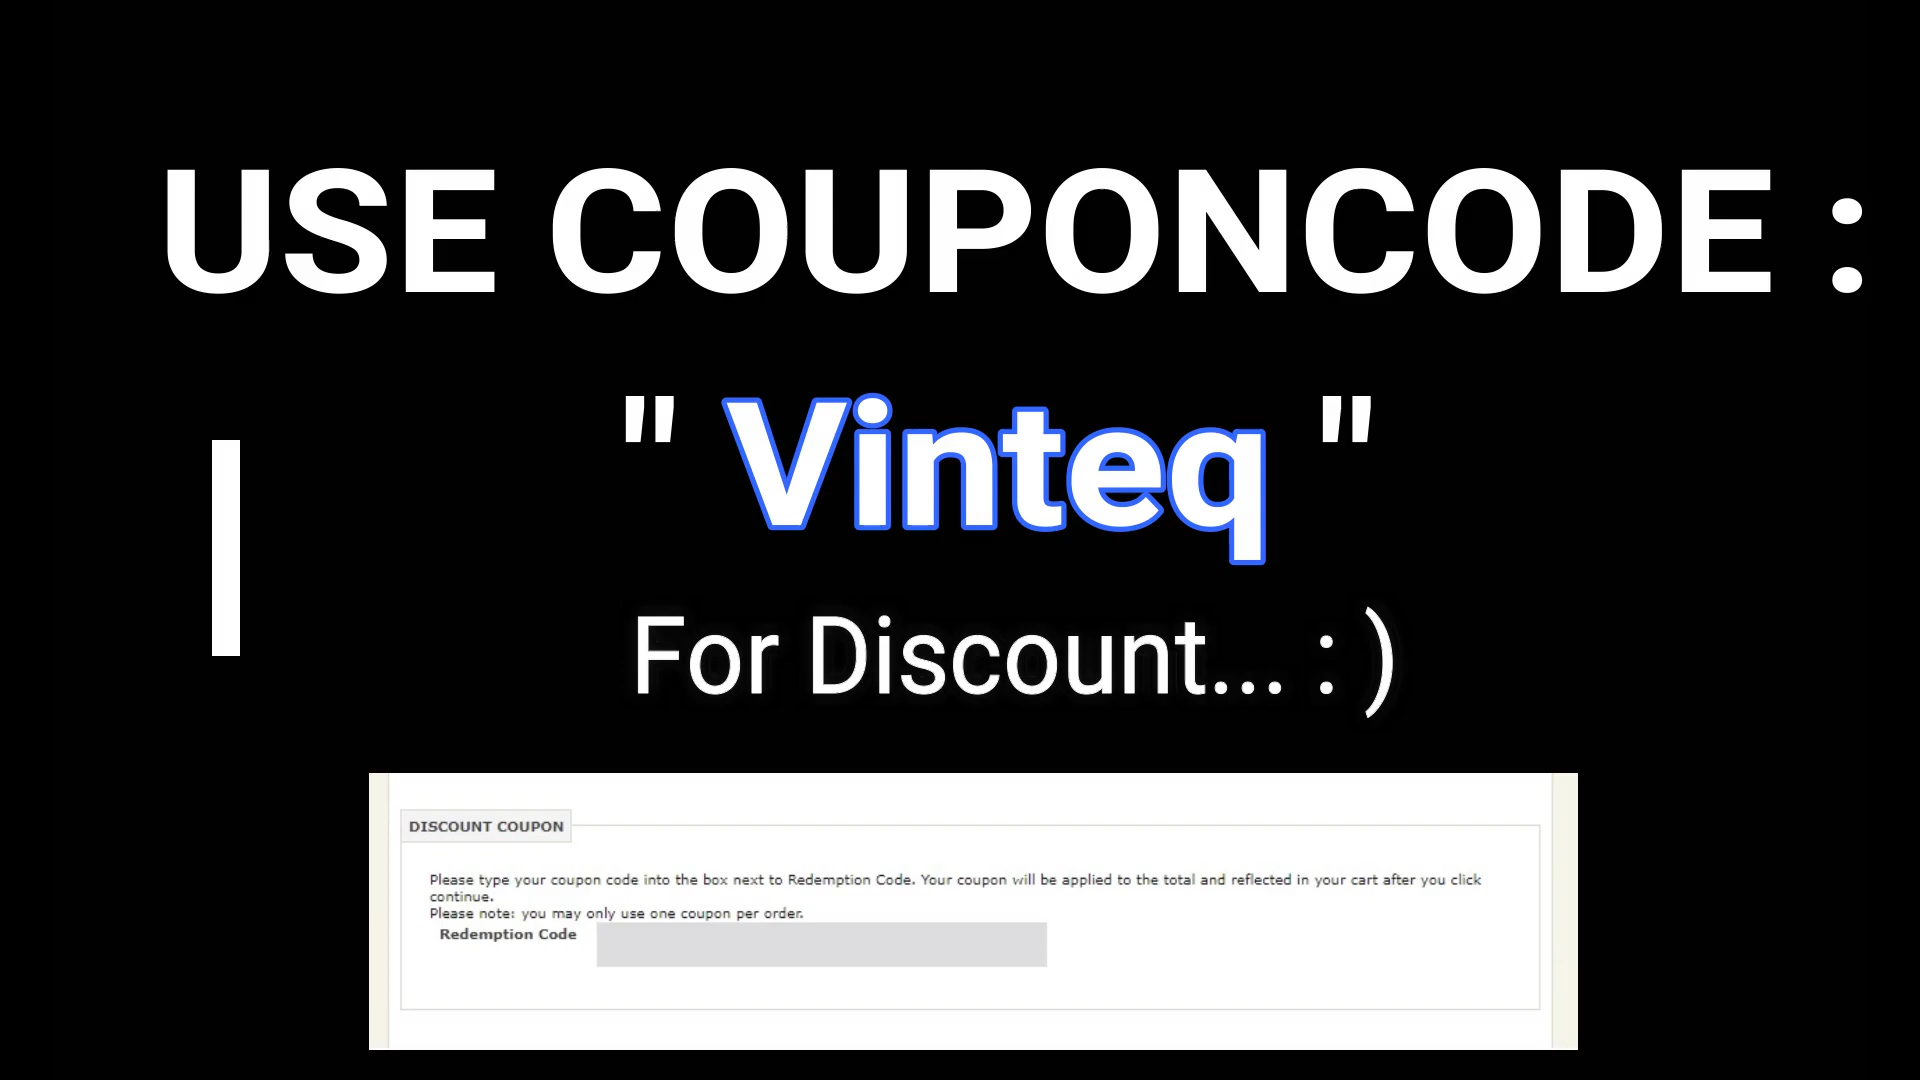 USE COUPONCODE :
" Vinteq "
For Discount... : )
DISCOUNT COUPON
Please type your coupon code into the box next to Redemption Code. Your coupon will be applied to the total and reflected in your cart after you click
continue.
Please note: you may only use one coupon per order.
Redemption Code